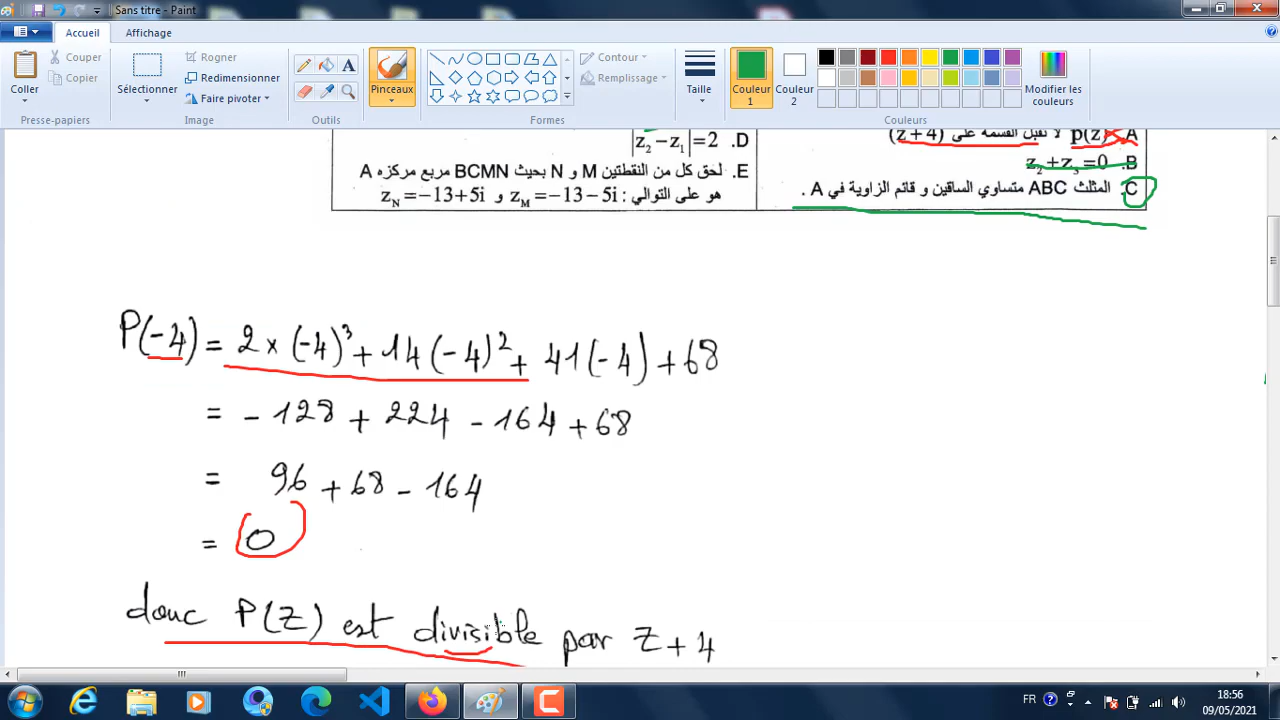 Sans titre - Paint
Accueil
Affichage
Coller
Couper
Copier
Presse-papiers
Sélectionner
Rogner
Redimensionner
Faire pivoter
Image
A
Outils
Pinceaux
Contour
Remplissage
Formes
Taille
Couleur 1
Couleur 2
Modifier les couleurs
Couleurs
A. p(z) لا تقبل القسمة على (z+4)
B. z₂+z₃=0
C المثلث ABC متساوي الساقين و قائم الزاوية في A .
D. |z₂−z₁|=2
E. لحق كل من النقطتين M و N بحيث BCMN مربع مركزه A
هو على التوالي : z_M=−13−5i و z_N=−13+5i
P(-4) = 2 × (-4)³ + 14 (-4)² + 41(-4) + 68
= - 128 + 224 - 164 + 68
= 96 + 68 - 164
= 0
donc P(Z) est divisible par Z + 4
FR
18:56
09/05/2021